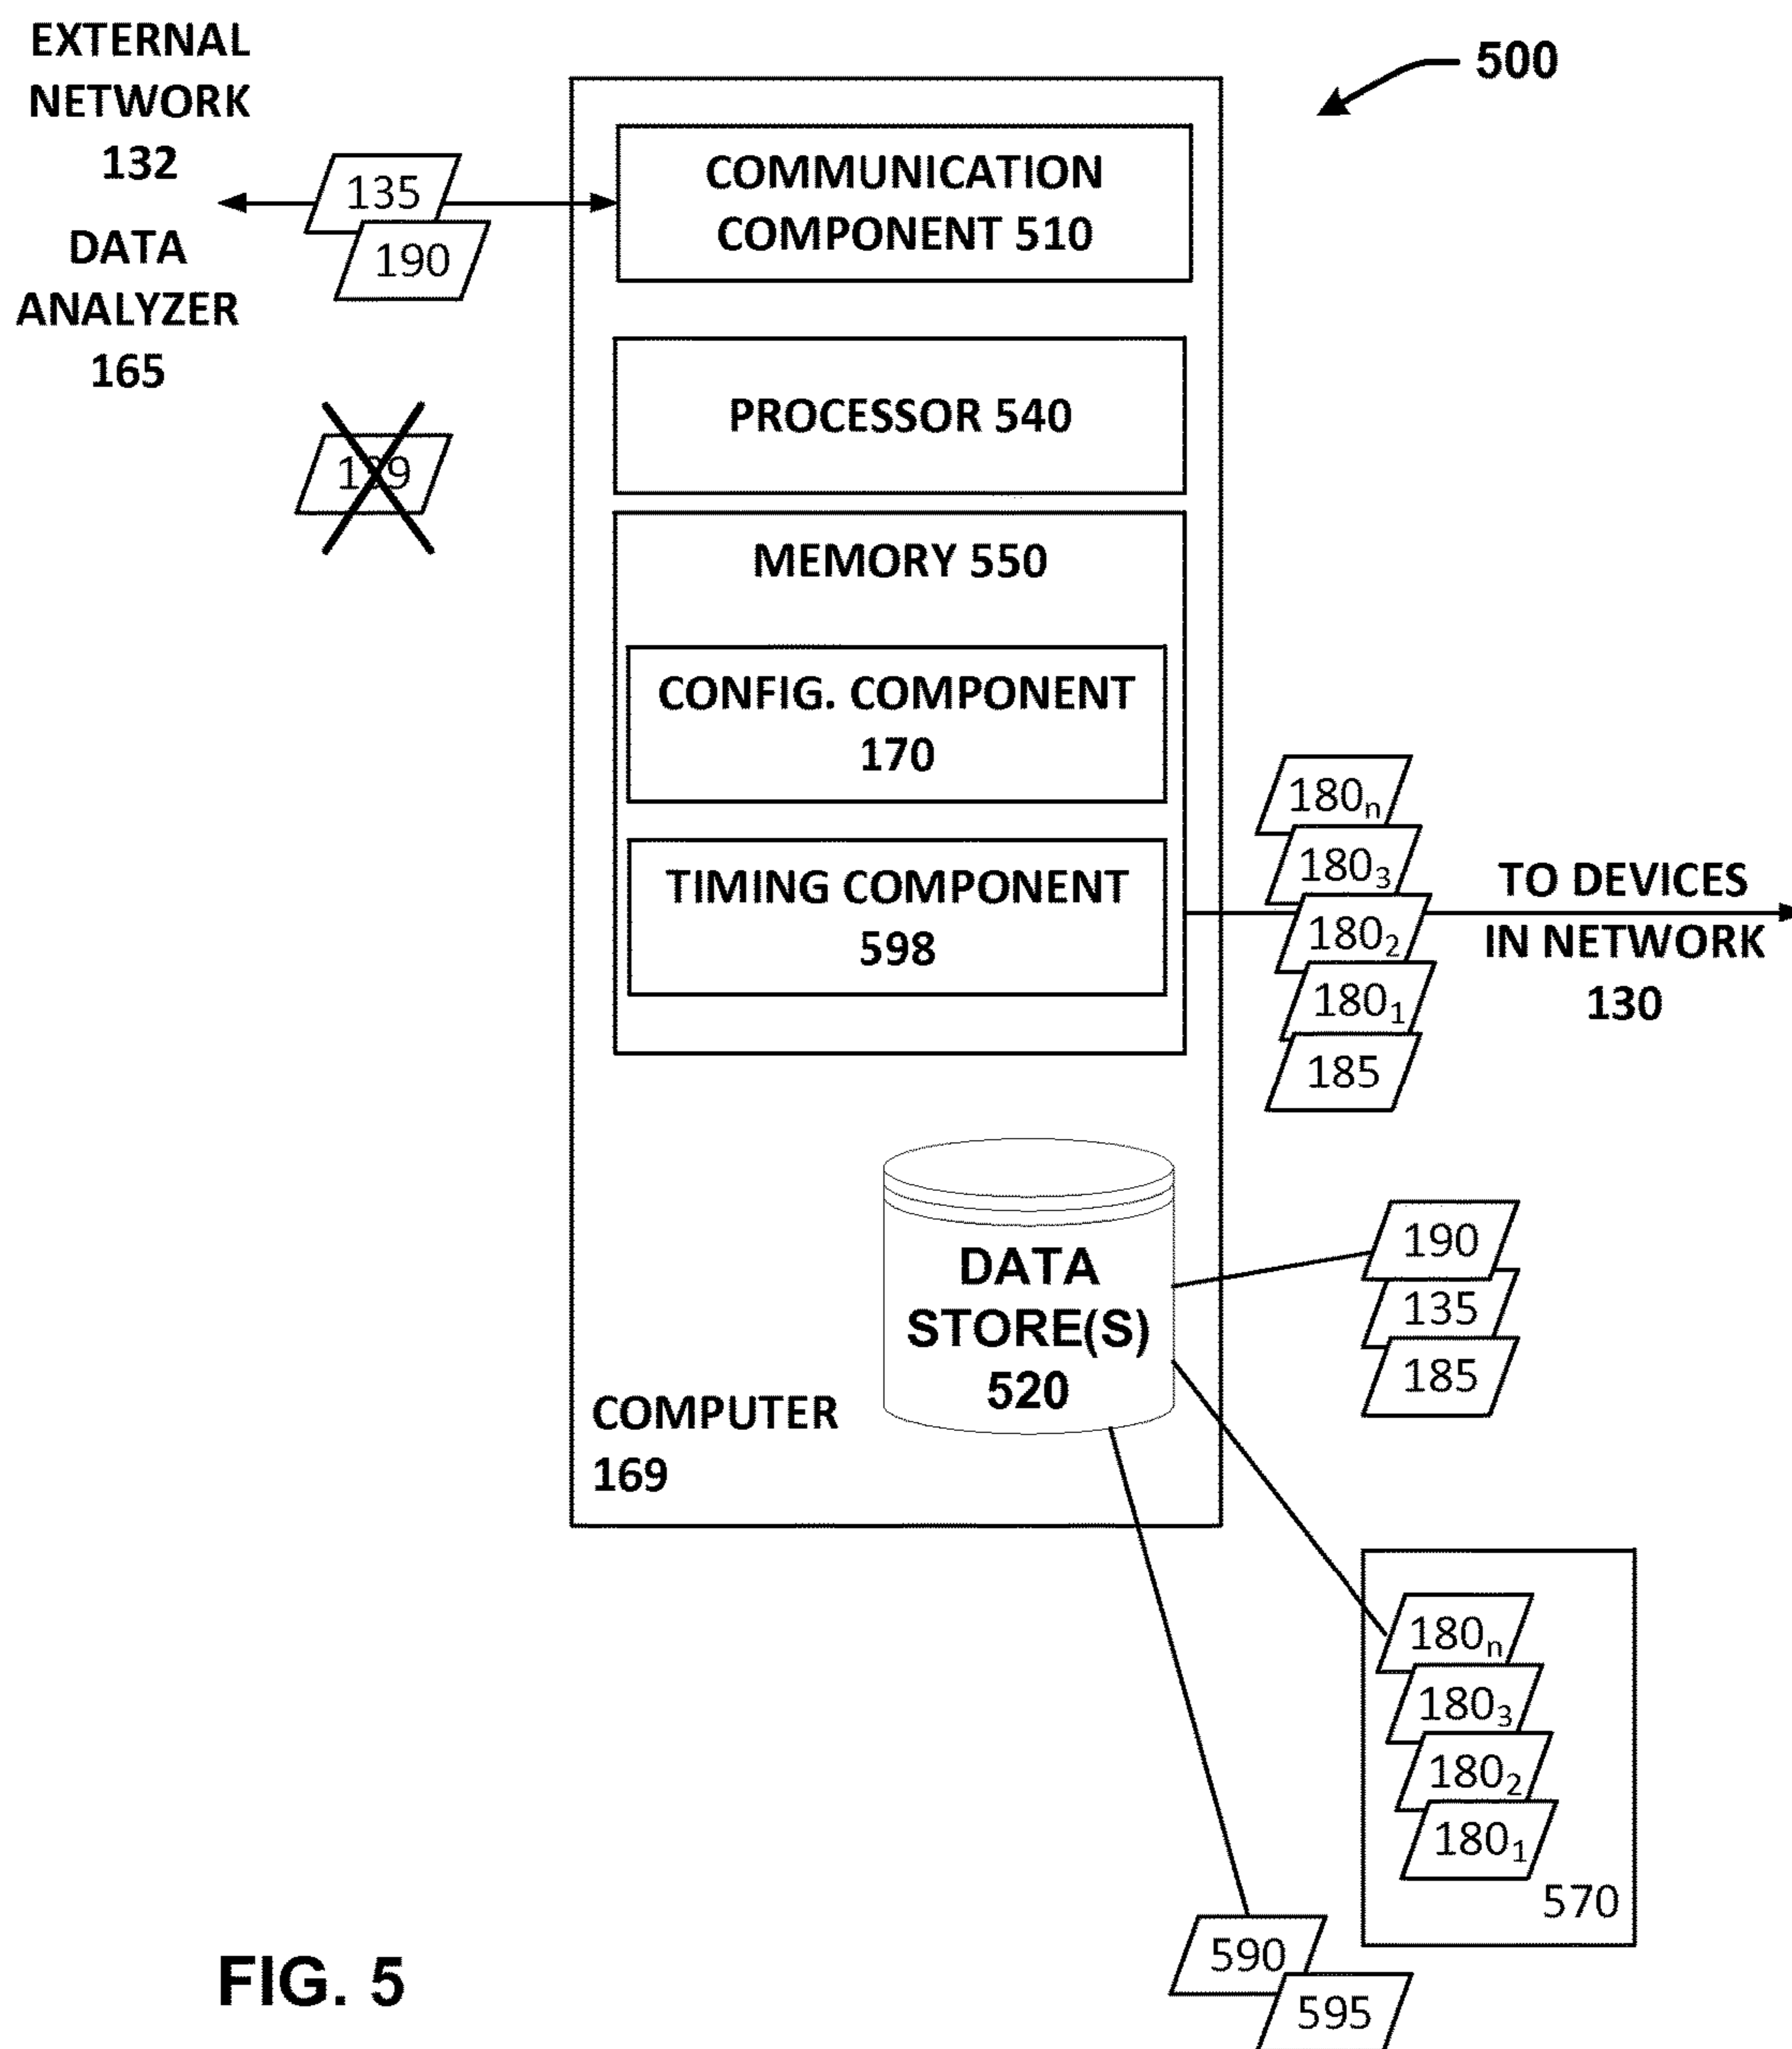 EXTERNAL
NETWORK
132
DATA
ANALYZER
165
135
190
500
COMMUNICATION
COMPONENT 510
PROCESSOR 540
MEMORY 550
CONFIG. COMPONENT
170
TIMING COMPONENT
598
180ₙ
180₃
180₂
180₁
185
TO DEVICES
IN NETWORK
130
DATA
STORE(S)
520
COMPUTER
169
190
135
185
180ₙ
180₃
180₂
180₁
570
590
595
FIG. 5